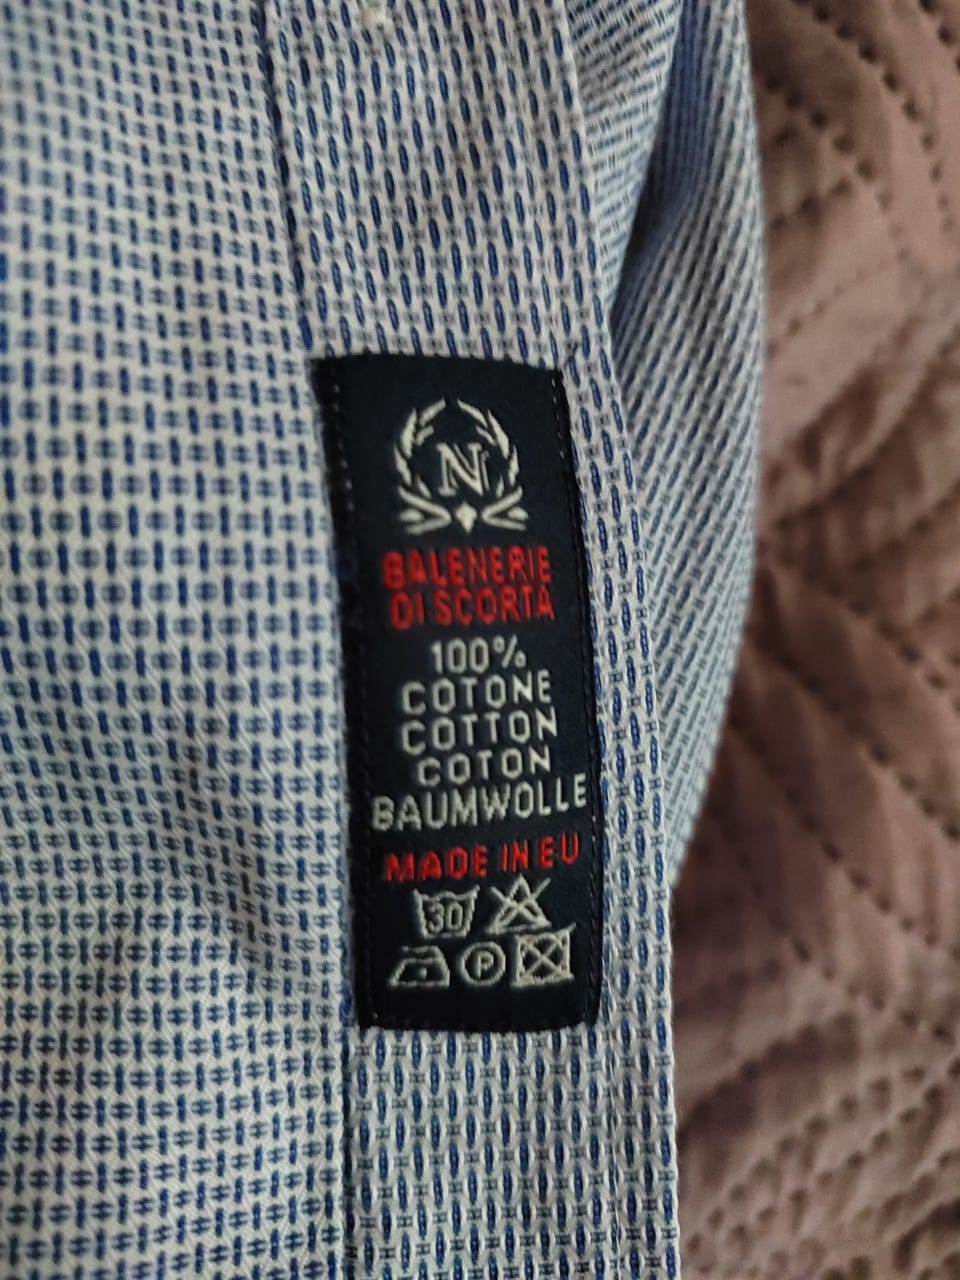 N
BALENERIE
DI SCORTA
100%
COTONE
COTTON
COTON
BAUMWOLLE
MADE IN EU
30
P